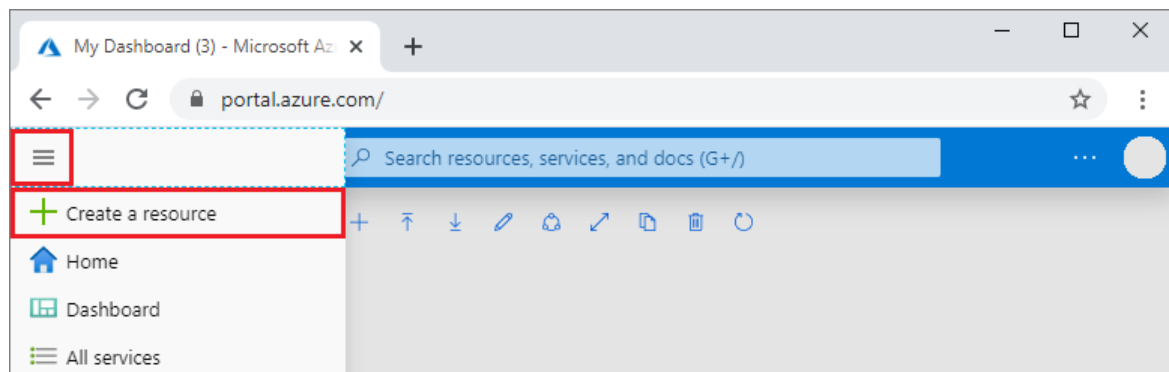 My Dashboard (3) - Microsoft Az
portal.azure.com/
Search resources, services, and docs (G+/)
Create a resource
Home
Dashboard
All services